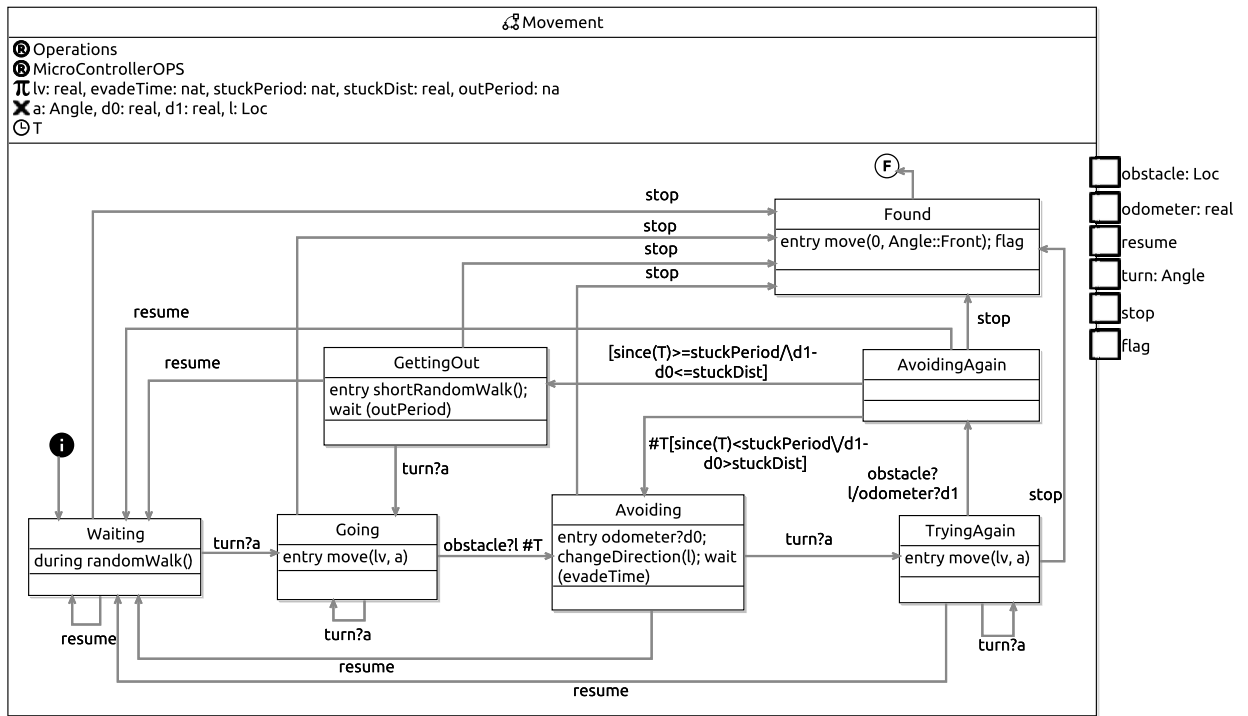 Movement
R Operations
R MicroControllerOPS
π lv: real, evadeTime: nat, stuckPeriod: nat, stuckDist: real, outPeriod: na
X a: Angle, d0: real, d1: real, l: Loc
T
F
obstacle: Loc
odometer: real
resume
turn: Angle
stop
flag
stop
stop
stop
stop
Found
entry move(0, Angle::Front); flag
stop
resume
resume
GettingOut
entry shortRandomWalk();
wait (outPeriod)
[since(T)>=stuckPeriod/\d1-
d0<=stuckDist]
AvoidingAgain
#T[since(T)<stuckPeriod\/d1-
d0>stuckDist]
i
turn?a
obstacle?
l/odometer?d1
stop
Waiting
during randomWalk()
turn?a
Going
entry move(lv, a)
obstacle?l #T
Avoiding
entry odometer?d0;
changeDirection(l); wait
(evadeTime)
turn?a
TryingAgain
entry move(lv, a)
resume
turn?a
turn?a
resume
resume